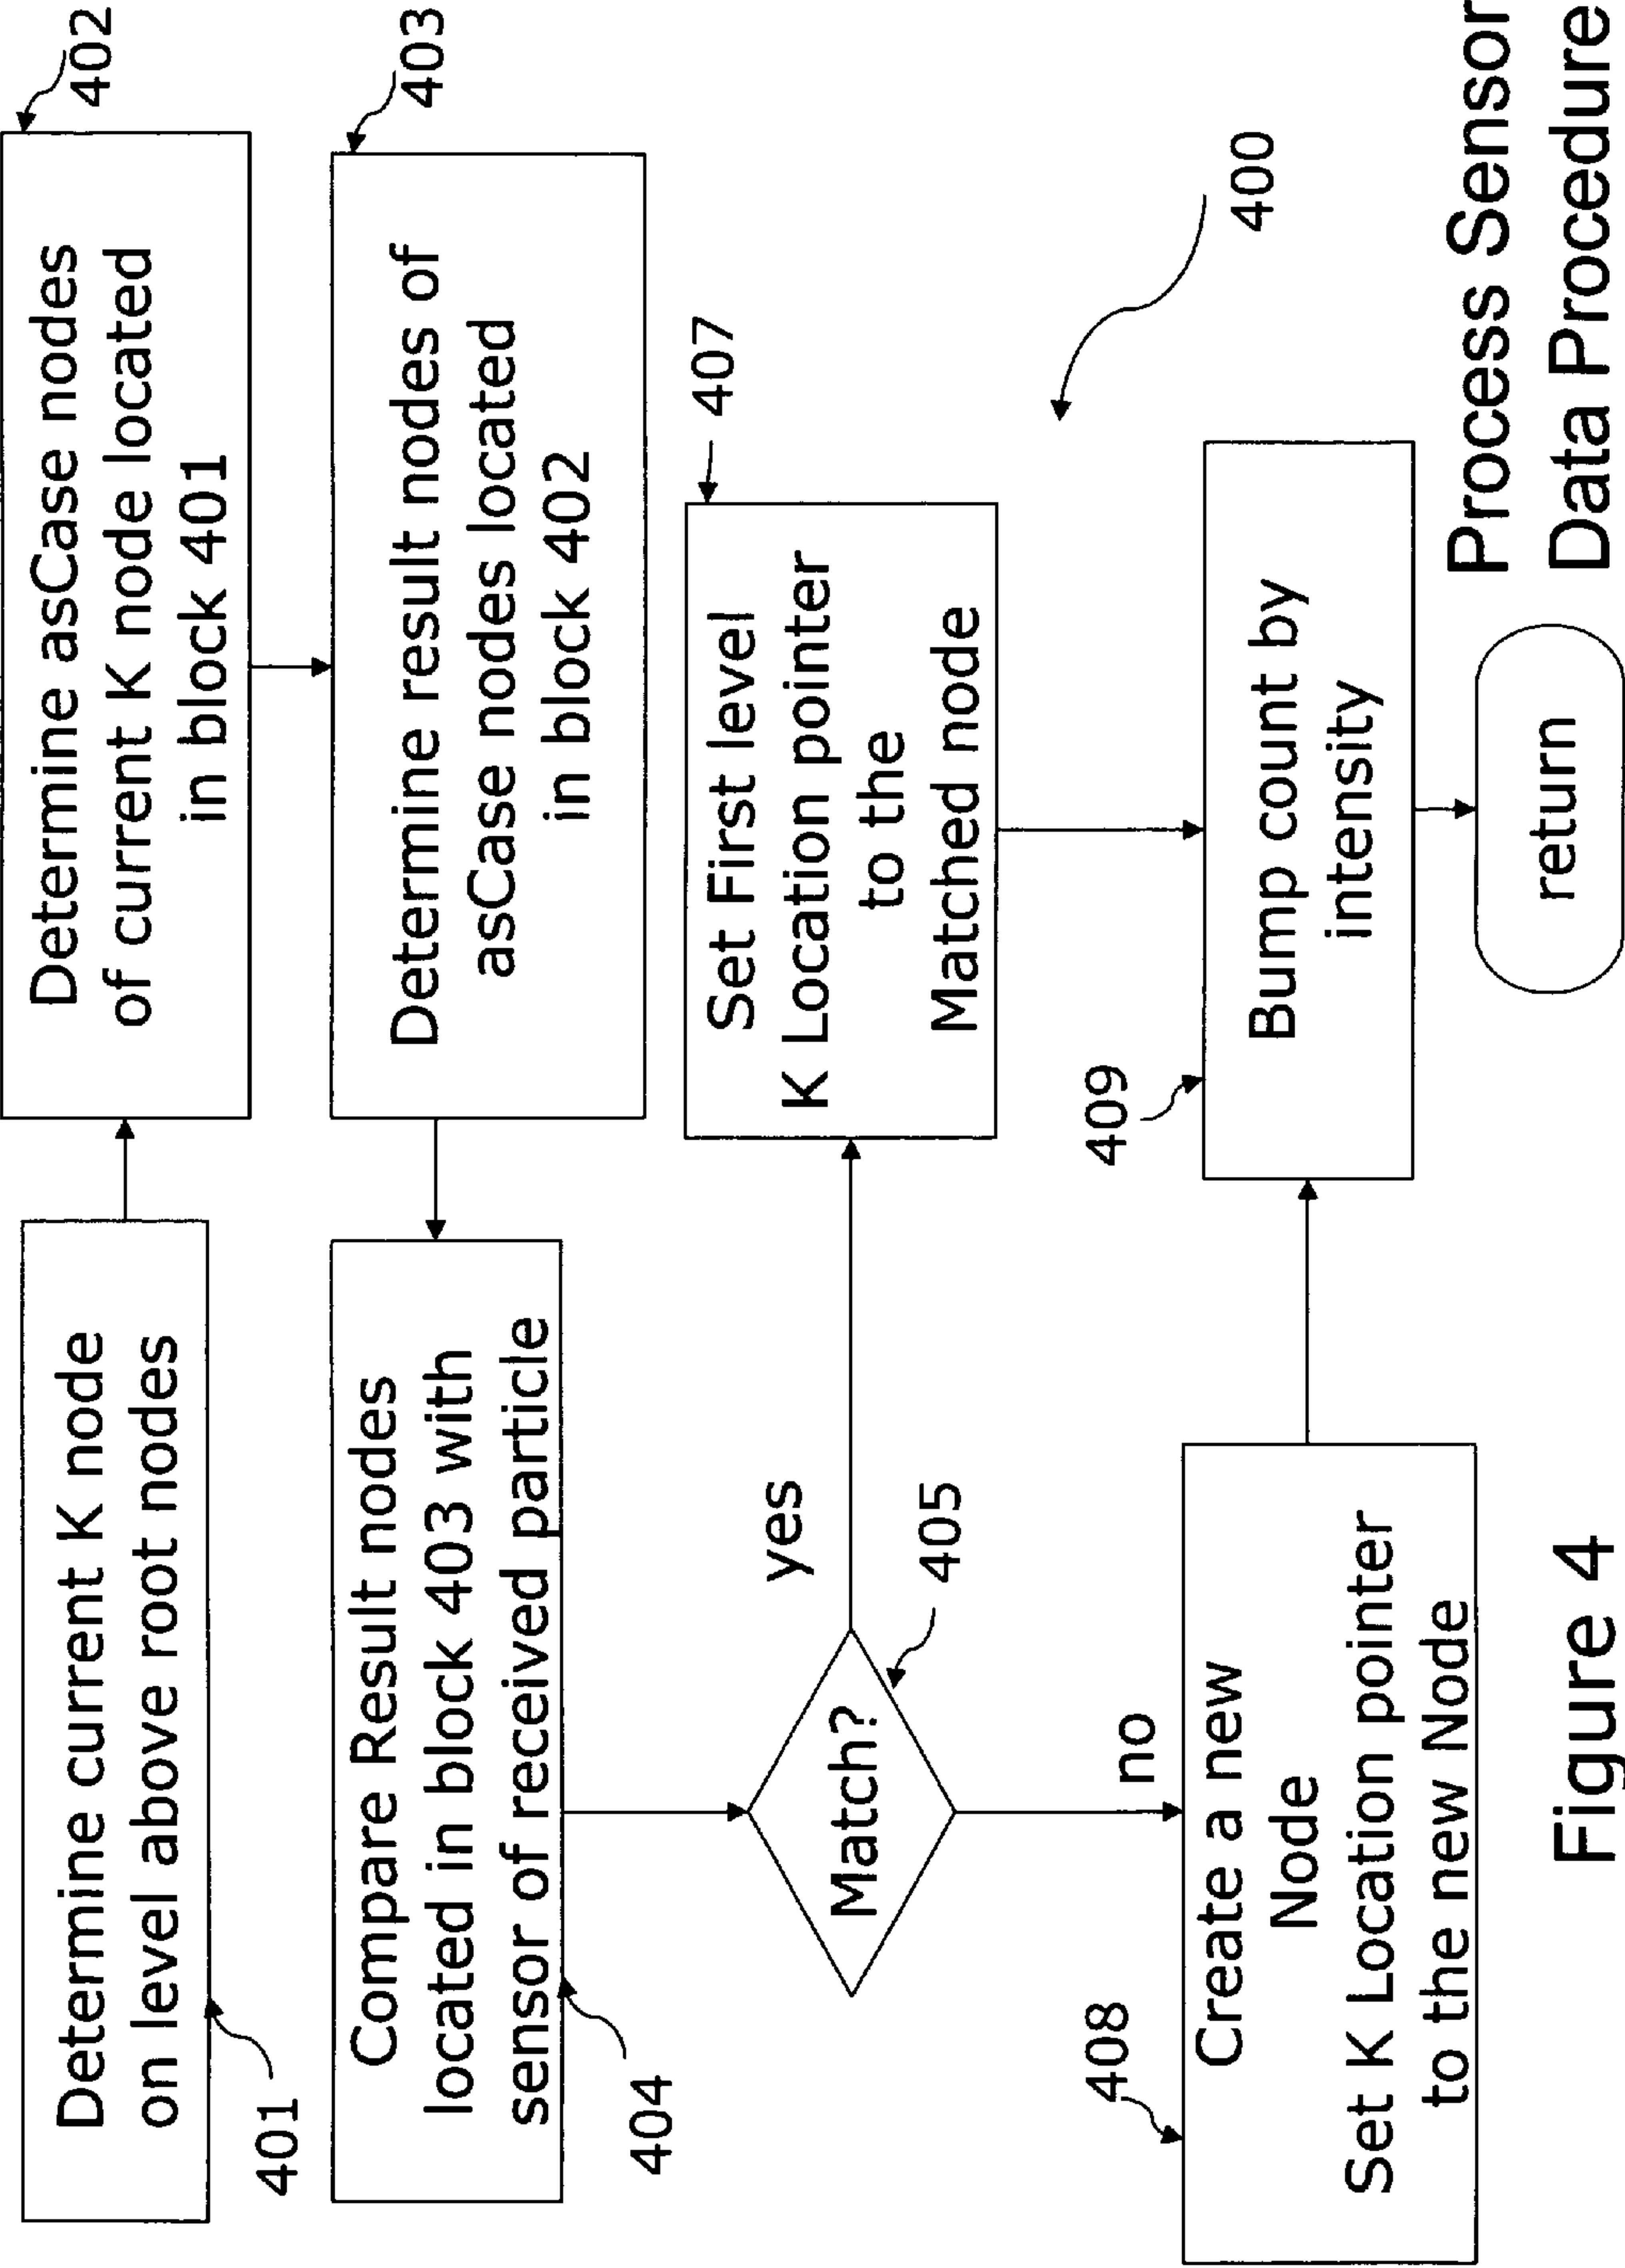 Determine current K node
on level above root nodes
401
Determine asCase nodes
of current K node located
in block 401
402
Determine result nodes of
asCase nodes located
in block 402
403
Compare Result nodes
located in block 403 with
sensor of received particle
404
Match?
405
yes
no
Set First level
K Location pointer
to the
Matched node
407
Create a new
Node
Set K Location pointer
to the new Node
408
Bump count by
intensity
409
return
400
Figure 4
Process Sensor
Data Procedure